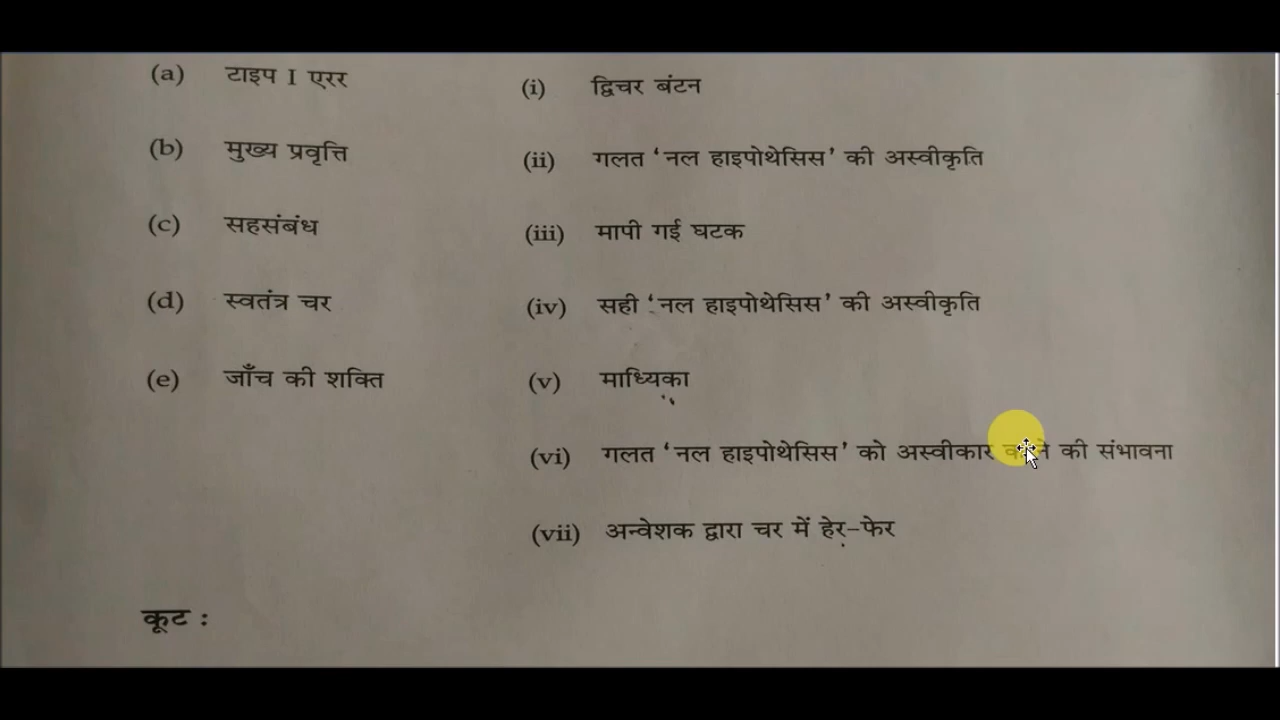 (a) टाइप I एरर (i) द्विचर बंटन
(b) मुख्य प्रवृत्ति (ii) गलत ‘नल हाइपोथेसिस’ की अस्वीकृति
(c) सहसंबंध (iii) मापी गई घटक
(d) स्वतंत्र चर (iv) सही ‘नल हाइपोथेसिस’ की अस्वीकृति
(e) जाँच की शक्ति (v) माध्यिका
(vi) गलत ‘नल हाइपोथेसिस’ को अस्वीकार की संभावना
(vii) अन्वेशक द्वारा चर में हेर-फेर
कूट :